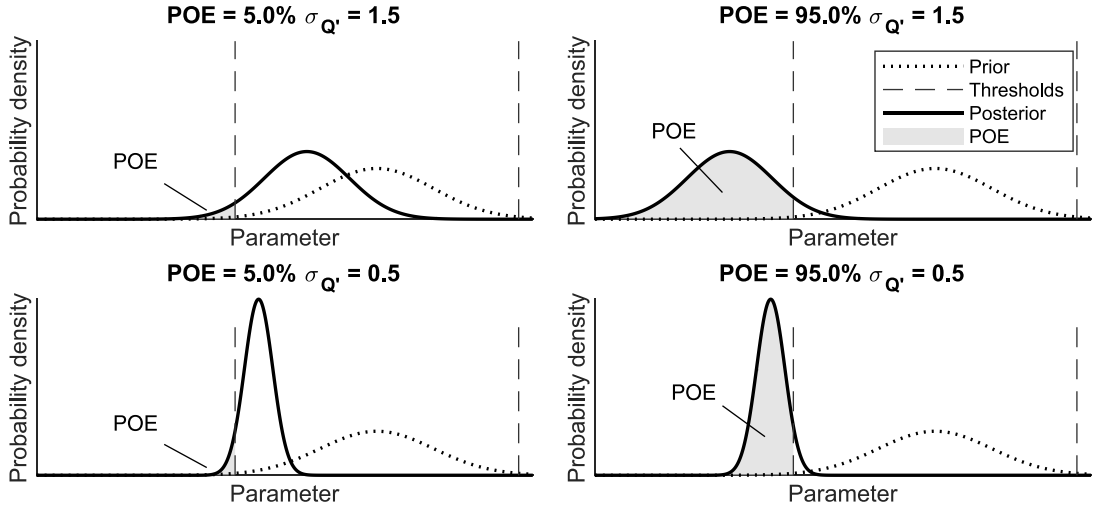 POE = 5.0% σQ' = 1.5
Probability density
POE
Parameter
POE = 95.0% σQ' = 1.5
Probability density
POE
Prior
Thresholds
Posterior
POE
Parameter
POE = 5.0% σQ' = 0.5
Probability density
POE
Parameter
POE = 95.0% σQ' = 0.5
Probability density
POE
Parameter